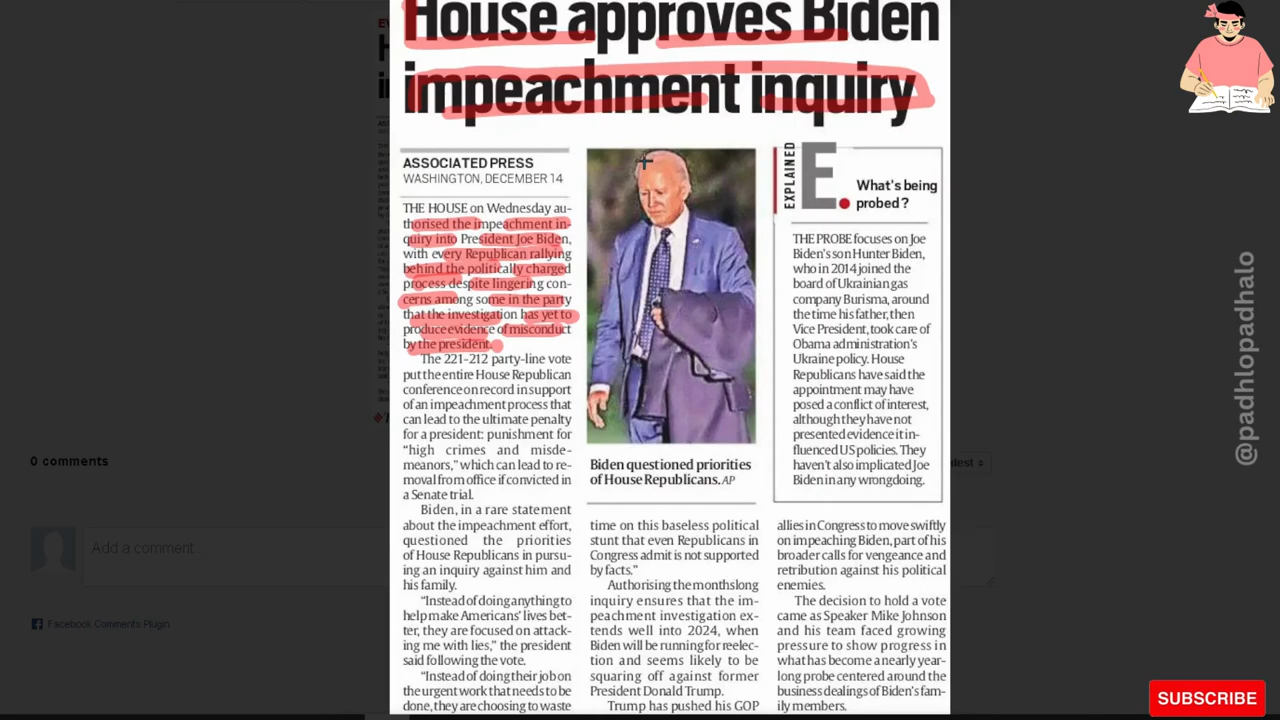 House approves Biden
impeachment inquiry
ASSOCIATED PRESS
WASHINGTON, DECEMBER 14
THE HOUSE on Wednesday au-
thorised the impeachment in-
quiry into President Joe Biden,
with every Republican rallying
behind the politically charged
process despite lingering con-
cerns among some in the party
that the investigation has yet to
produce evidence of misconduct
by the president.
The 221-212 party-line vote
put the entire House Republican
conference on record in support
of an impeachment process that
can lead to the ultimate penalty
for a president: punishment for
“high crimes and misde-
meanors,” which can lead to re-
moval from office if convicted in
a Senate trial.
Biden, in a rare statement
about the impeachment effort,
questioned the priorities
of House Republicans in pursu-
ing an inquiry against him and
his family.
“Instead of doing anything to
help make Americans' lives bet-
ter, they are focused on attack-
ing me with lies,” the president
said following the vote.
“Instead of doing their job on
the urgent work that needs to be
done, they are choosing to waste
Biden questioned priorities
of House Republicans. AP
time on this baseless political
stunt that even Republicans in
Congress admit is not supported
by facts.”
Authorising the monthslong
inquiry ensures that the im-
peachment investigation ex-
tends well into 2024, when
Biden will be running for reelec-
tion and seems likely to be
squaring off against former
President Donald Trump.
Trump has pushed his GOP
EXPLAINED
E.
What's being
probed?
THE PROBE focuses on Joe
Biden's son Hunter Biden,
who in 2014 joined the
board of Ukrainian gas
company Burisma, around
the time his father, then
Vice President, took care of
Obama administration's
Ukraine policy. House
Republicans have said the
appointment may have
posed a conflict of interest,
although they have not
presented evidence it in-
fluenced US policies. They
haven't also implicated Joe
Biden in any wrongdoing.
allies in Congress to move swiftly
on impeaching Biden, part of his
broader calls for vengeance and
retribution against his political
enemies.
The decision to hold a vote
came as Speaker Mike Johnson
and his team faced growing
pressure to show progress in
what has become a nearly year-
long probe centered around the
business dealings of Biden's fam-
ily members.
0 comments
Add a comment...
Facebook Comments Plugin
@padhlopadhalo
SUBSCRIBE